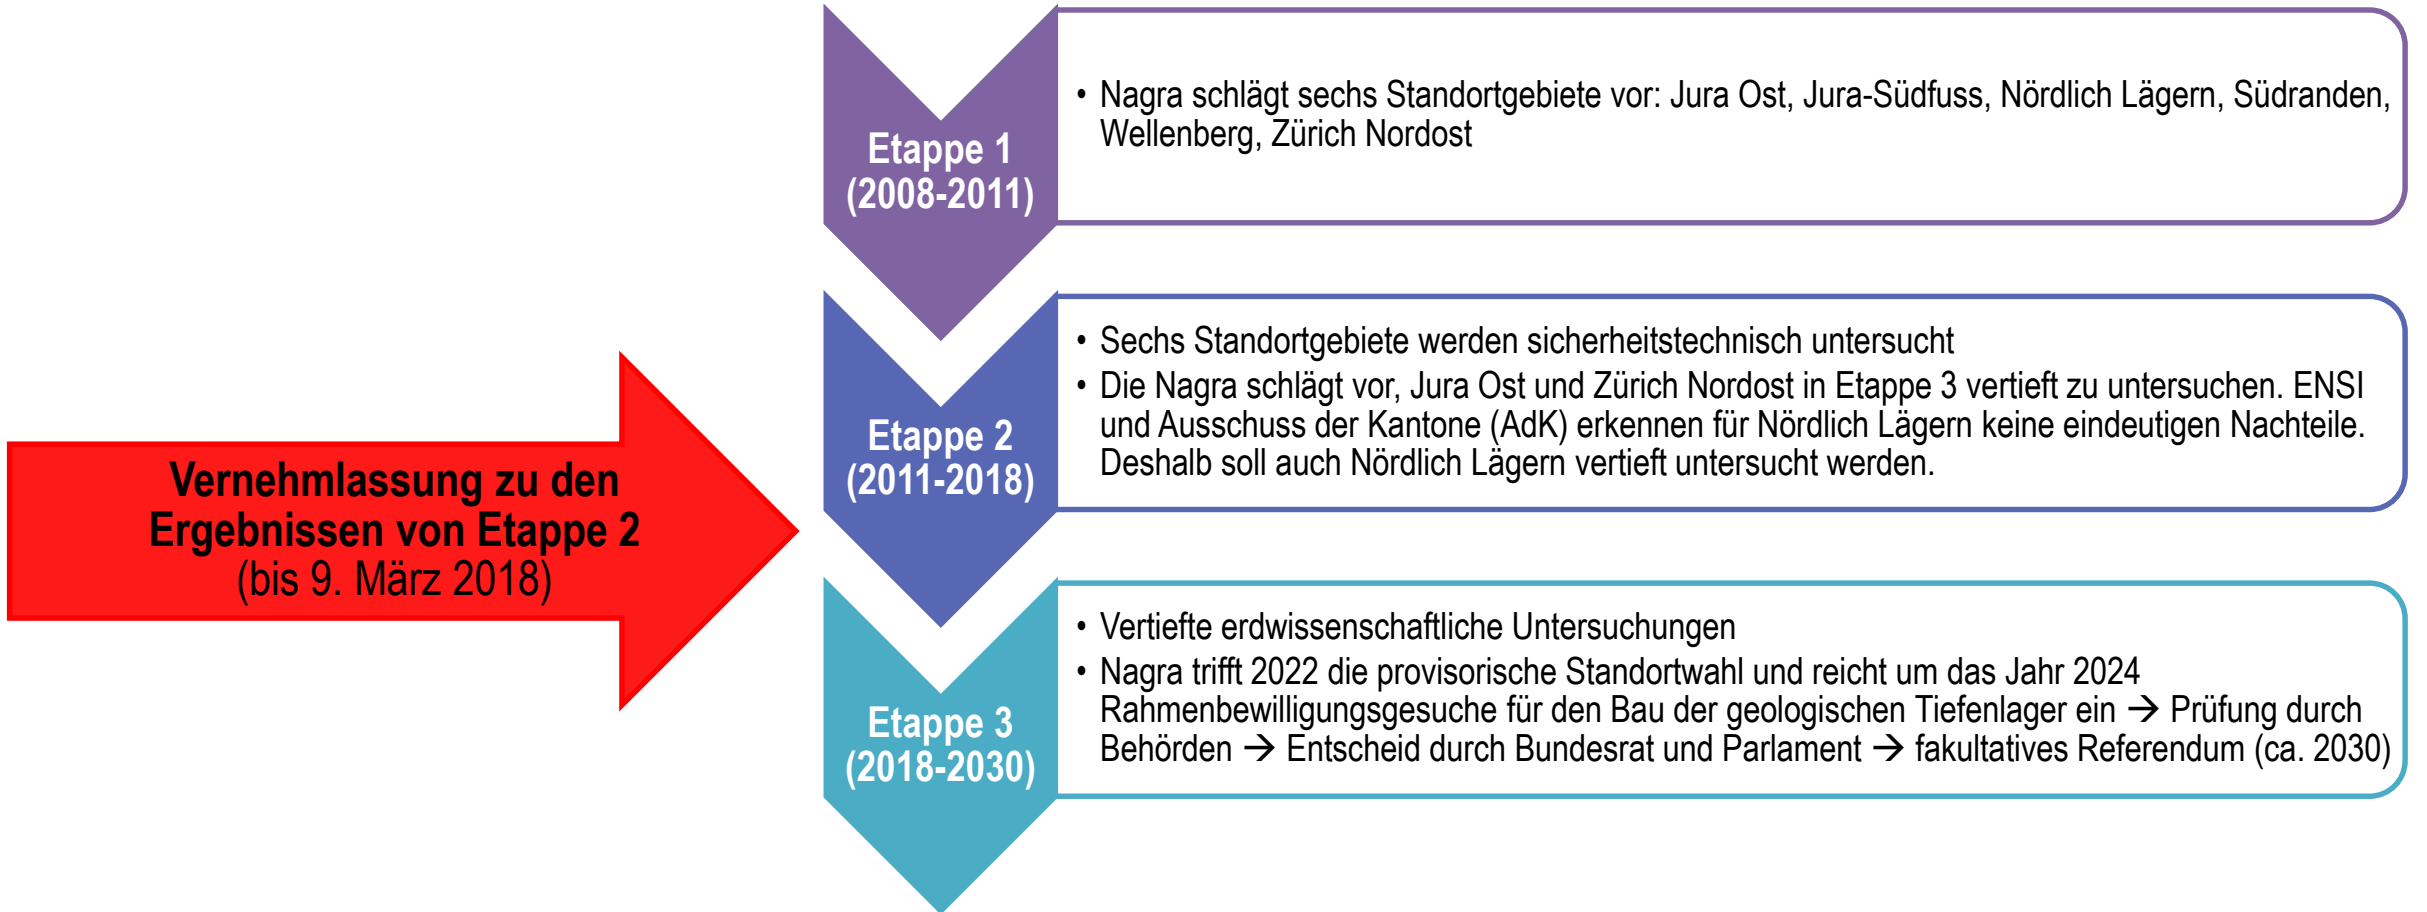 Etappe 1
(2008-2011)
• Nagra schlägt sechs Standortgebiete vor: Jura Ost, Jura-Südfuss, Nördlich Lägern, Südranden,
Wellenberg, Zürich Nordost
Vernehmlassung zu den
Ergebnissen von Etappe 2
(bis 9. März 2018)
Etappe 2
(2011-2018)
• Sechs Standortgebiete werden sicherheitstechnisch untersucht
• Die Nagra schlägt vor, Jura Ost und Zürich Nordost in Etappe 3 vertieft zu untersuchen. ENSI
und Ausschuss der Kantone (AdK) erkennen für Nördlich Lägern keine eindeutigen Nachteile.
Deshalb soll auch Nördlich Lägern vertieft untersucht werden.
Etappe 3
(2018-2030)
• Vertiefte erdwissenschaftliche Untersuchungen
• Nagra trifft 2022 die provisorische Standortwahl und reicht um das Jahr 2024
Rahmenbewilligungsgesuche für den Bau der geologischen Tiefenlager ein → Prüfung durch
Behörden → Entscheid durch Bundesrat und Parlament → fakultatives Referendum (ca. 2030)